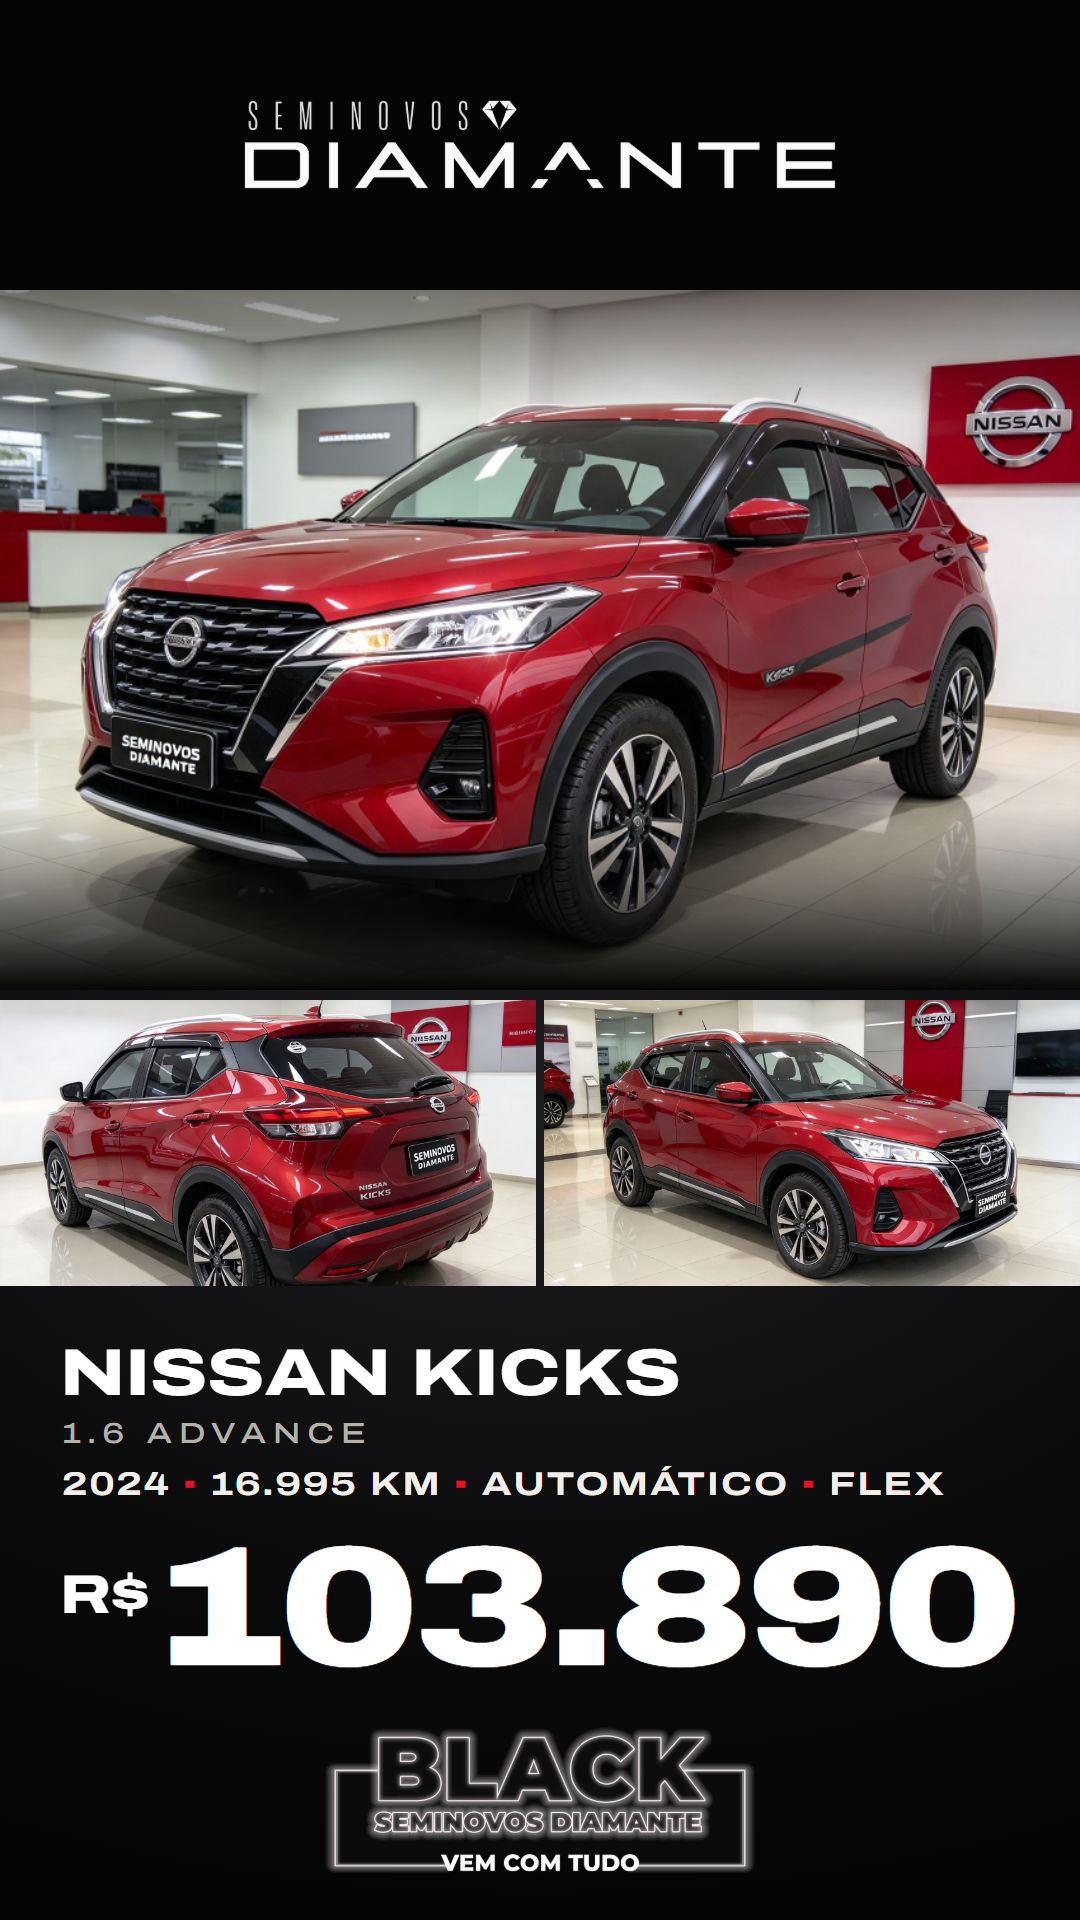 SEMINOVOS
DIAMANTE
NISSAN
NISSAN
SEMINOVOS
DIAMANTE
NISSAN
NISSAN
KICKS
SEMINOVOS
DIAMANTE
NISSAN
SEMINOVOS
DIAMANTE
NISSAN KICKS
1.6 ADVANCE
2024 - 16.995 KM - AUTOMÁTICO - FLEX
R$ 103.890
BLACK
SEMINOVOS DIAMANTE
VEM COM TUDO